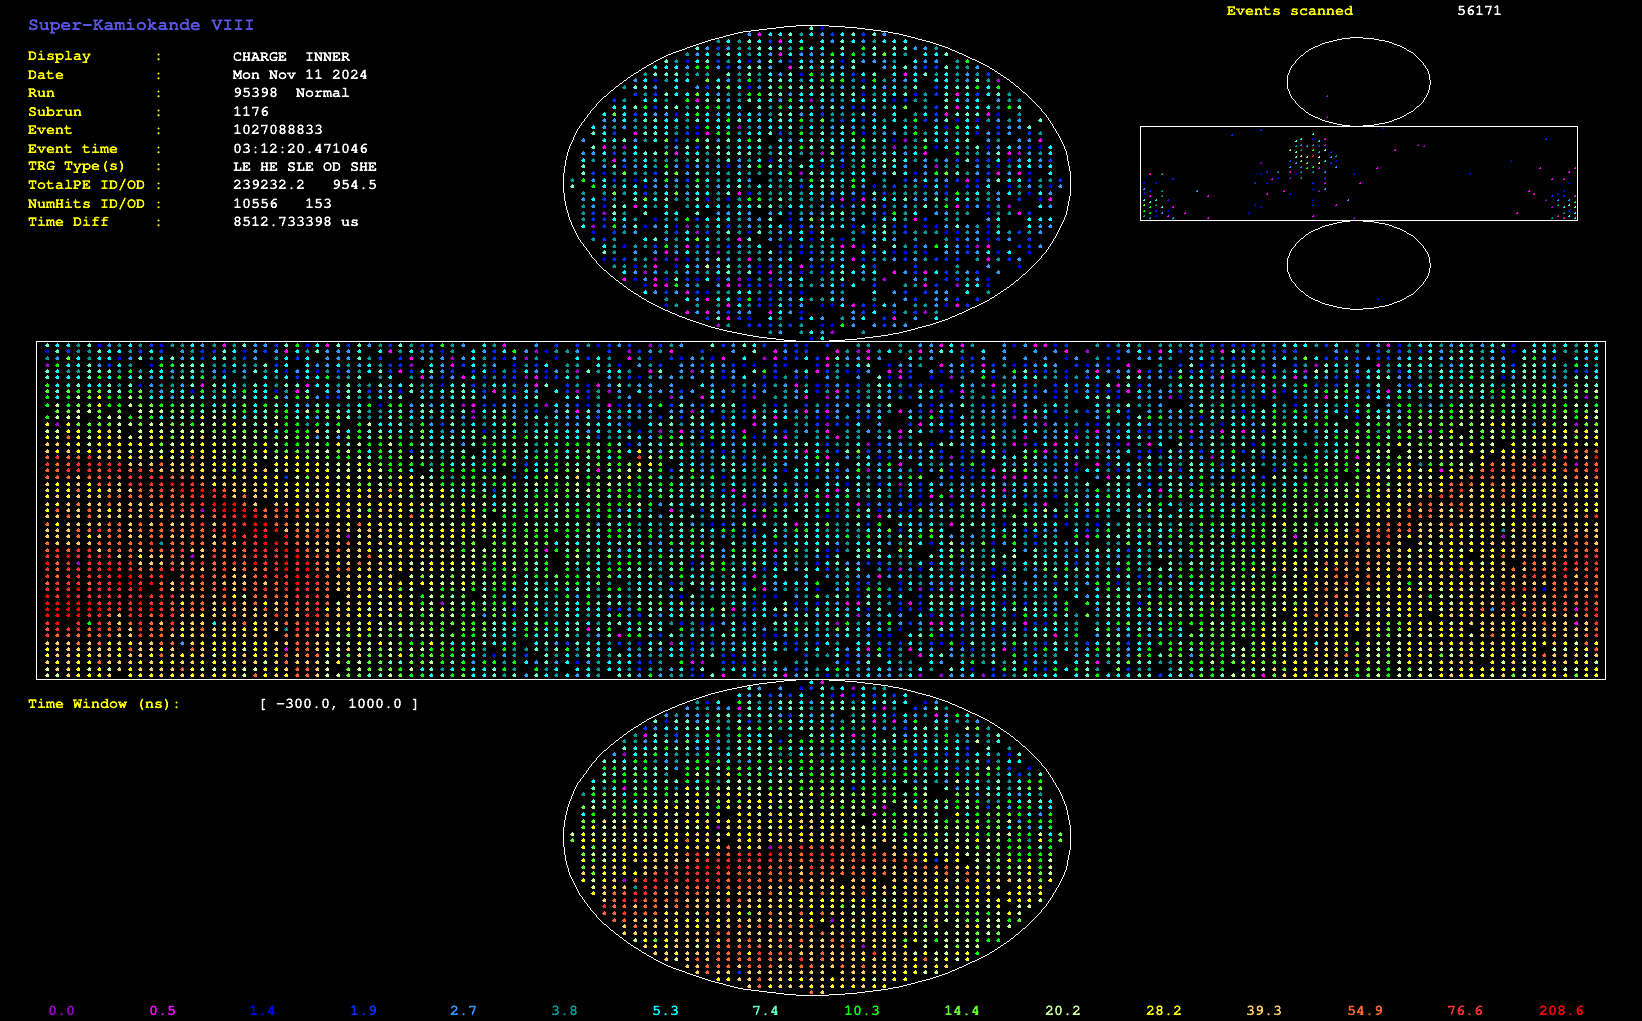 Super-Kamiokande VIII
Display : CHARGE INNER
Date : Mon Nov 11 2024
Run : 95398 Normal
Subrun : 1176
Event : 1027088833
Event time : 03:12:20.471046
TRG Type(s) : LE HE SLE OD SHE
TotalPE ID/OD : 239232.2 954.5
NumHits ID/OD : 10556 153
Time Diff : 8512.733398 us
Events scanned 56171
Time Window (ns): [ -300.0, 1000.0 ]
0.0 0.5 1.4 1.9 2.7 3.8 5.3 7.4 10.3 14.4 20.2 28.2 39.3 54.9 76.6 208.6